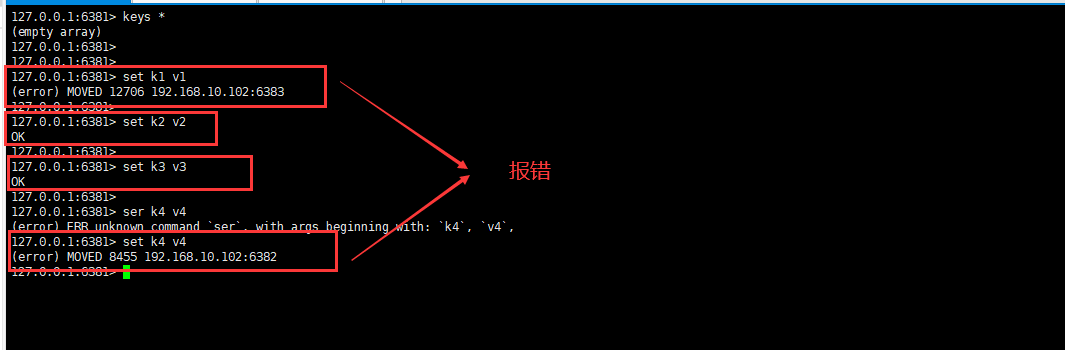 127.0.0.1:6381> keys *
(empty array)
127.0.0.1:6381>
127.0.0.1:6381>
127.0.0.1:6381> set k1 v1
(error) MOVED 12706 192.168.10.102:6383
127.0.0.1:6381>
127.0.0.1:6381> set k2 v2
OK
127.0.0.1:6381>
127.0.0.1:6381> set k3 v3
OK
报错
127.0.0.1:6381>
127.0.0.1:6381> ser k4 v4
(error) ERR unknown command `ser`, with args beginning with: `k4`, `v4`,
127.0.0.1:6381> set k4 v4
(error) MOVED 8455 192.168.10.102:6382
127.0.0.1:6381>